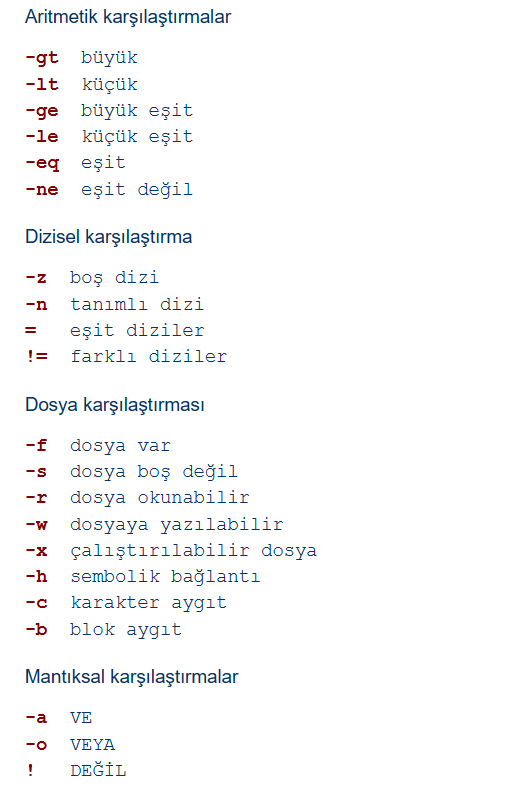 Aritmetik karşılaştırmalar
-gt büyük
-lt küçük
-ge büyük eşit
-le küçük eşit
-eq eşit
-ne eşit değil
Dizisel karşılaştırma
-z boş dizi
-n tanımlı dizi
= eşit diziler
!= farklı diziler
Dosya karşılaştırması
-f dosya var
-s dosya boş değil
-r dosya okunabilir
-w dosyaya yazılabilir
-x çalıştırılabilir dosya
-h sembolik bağlantı
-c karakter aygıt
-b blok aygıt
Mantıksal karşılaştırmalar
-a VE
-o VEYA
! DEĞİL